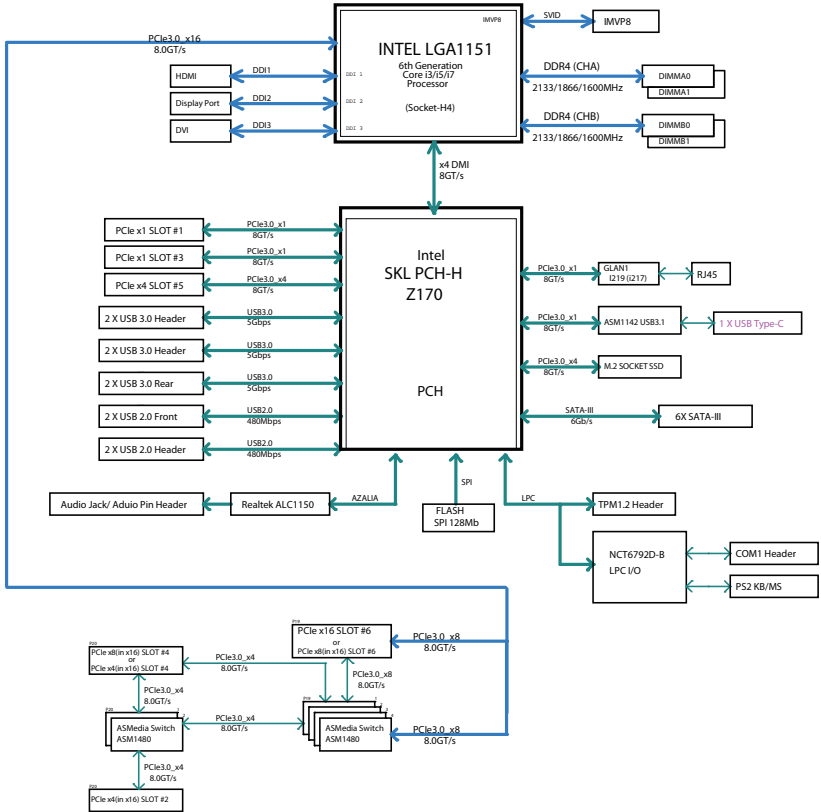 PCIe3.0_x16
8.0GT/s
IMVP8
INTEL LGA1151
6th Generation
Core i3/i5/i7
Processor
(Socket-H4)
DDI 1
DDI 2
DDI 3
SVID
IMVP8
HDMI
DDI1
Display Port
DDI2
DVI
DDI3
DDR4 (CHA)
2133/1866/1600MHz
DIMMA0
DIMMA1
DDR4 (CHB)
2133/1866/1600MHz
DIMMB0
DIMMB1
x4 DMI
8GT/s
Intel
SKL PCH-H
Z170
PCH
PCIe x1 SLOT #1
PCIe3.0_x1
8GT/s
PCIe x1 SLOT #3
PCIe3.0_x1
8GT/s
PCIe x4 SLOT #5
PCIe3.0_x4
8GT/s
2 X USB 3.0 Header
USB3.0
5Gbps
2 X USB 3.0 Header
USB3.0
5Gbps
2 X USB 3.0 Rear
USB3.0
5Gbps
2 X USB 2.0 Front
USB2.0
480Mbps
2 X USB 2.0 Header
USB2.0
480Mbps
PCIe3.0_x1
8GT/s
GLAN1
I219 (i217)
RJ45
PCIe3.0_x1
8GT/s
ASM1142 USB3.1
1 X USB Type-C
PCIe3.0_x4
8GT/s
M.2 SOCKET SSD
SATA-III
6Gb/s
6X SATA-III
Audio Jack/ Aduio Pin Header
Realtek ALC1150
AZALIA
SPI
FLASH
SPI 128Mb
LPC
TPM1.2 Header
NCT6792D-B
LPC I/O
COM1 Header
PS2 KB/MS
P20
PCIe x8(in x16) SLOT #4
or
PCIe x4(in x16) SLOT #4
PCIe3.0_x4
8.0GT/s
P19
PCIe x16 SLOT #6
or
PCIe x8(in x16) SLOT #6
PCIe3.0_x8
8.0GT/s
PCIe3.0_x4
8.0GT/s
PCIe3.0_x8
8.0GT/s
P20
1
2
ASMedia Switch
ASM1480
PCIe3.0_x4
8.0GT/s
P19
1
2
3
4
ASMedia Switch
ASM1480
PCIe3.0_x8
8.0GT/s
PCIe3.0_x4
8.0GT/s
P20
PCIe x4(in x16) SLOT #2